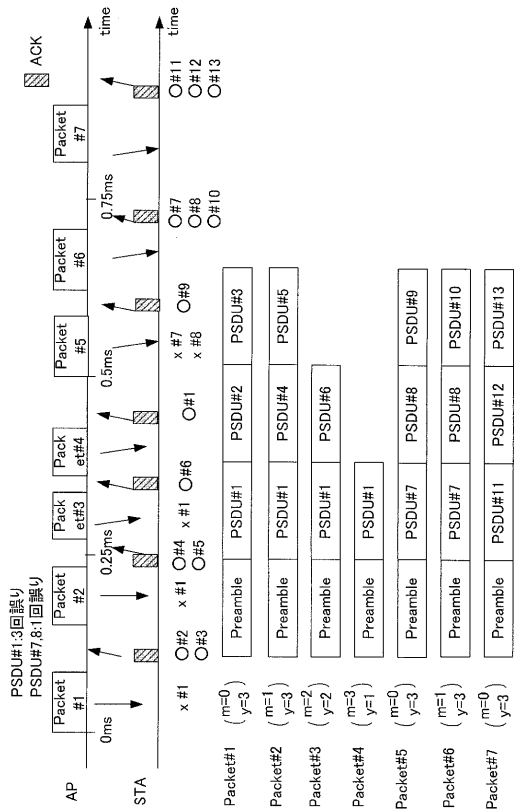 PSDU#1:3回誤り
PSDU#7,8:1回誤り
ACK
AP
Packet
#1
Packet
#2
Pack
et#3
Pack
et#4
Packet
#5
Packet
#6
Packet
#7
time
0ms
0.25ms
0.5ms
0.75ms
STA
time
x #1
○#2
○#3
x #1
○#4
○#5
x #1
○#6
○#1
x #7
x #8
○#9
○#7
○#8
○#10
○#11
○#12
○#13
Packet#1 (m=0 y=3) Preamble PSDU#1 PSDU#2 PSDU#3
Packet#2 (m=1 y=3) Preamble PSDU#1 PSDU#4 PSDU#5
Packet#3 (m=2 y=2) Preamble PSDU#1 PSDU#6
Packet#4 (m=3 y=1) Preamble PSDU#1
Packet#5 (m=0 y=3) Preamble PSDU#7 PSDU#8 PSDU#9
Packet#6 (m=1 y=3) Preamble PSDU#7 PSDU#8 PSDU#10
Packet#7 (m=0 y=3) Preamble PSDU#11 PSDU#12 PSDU#13